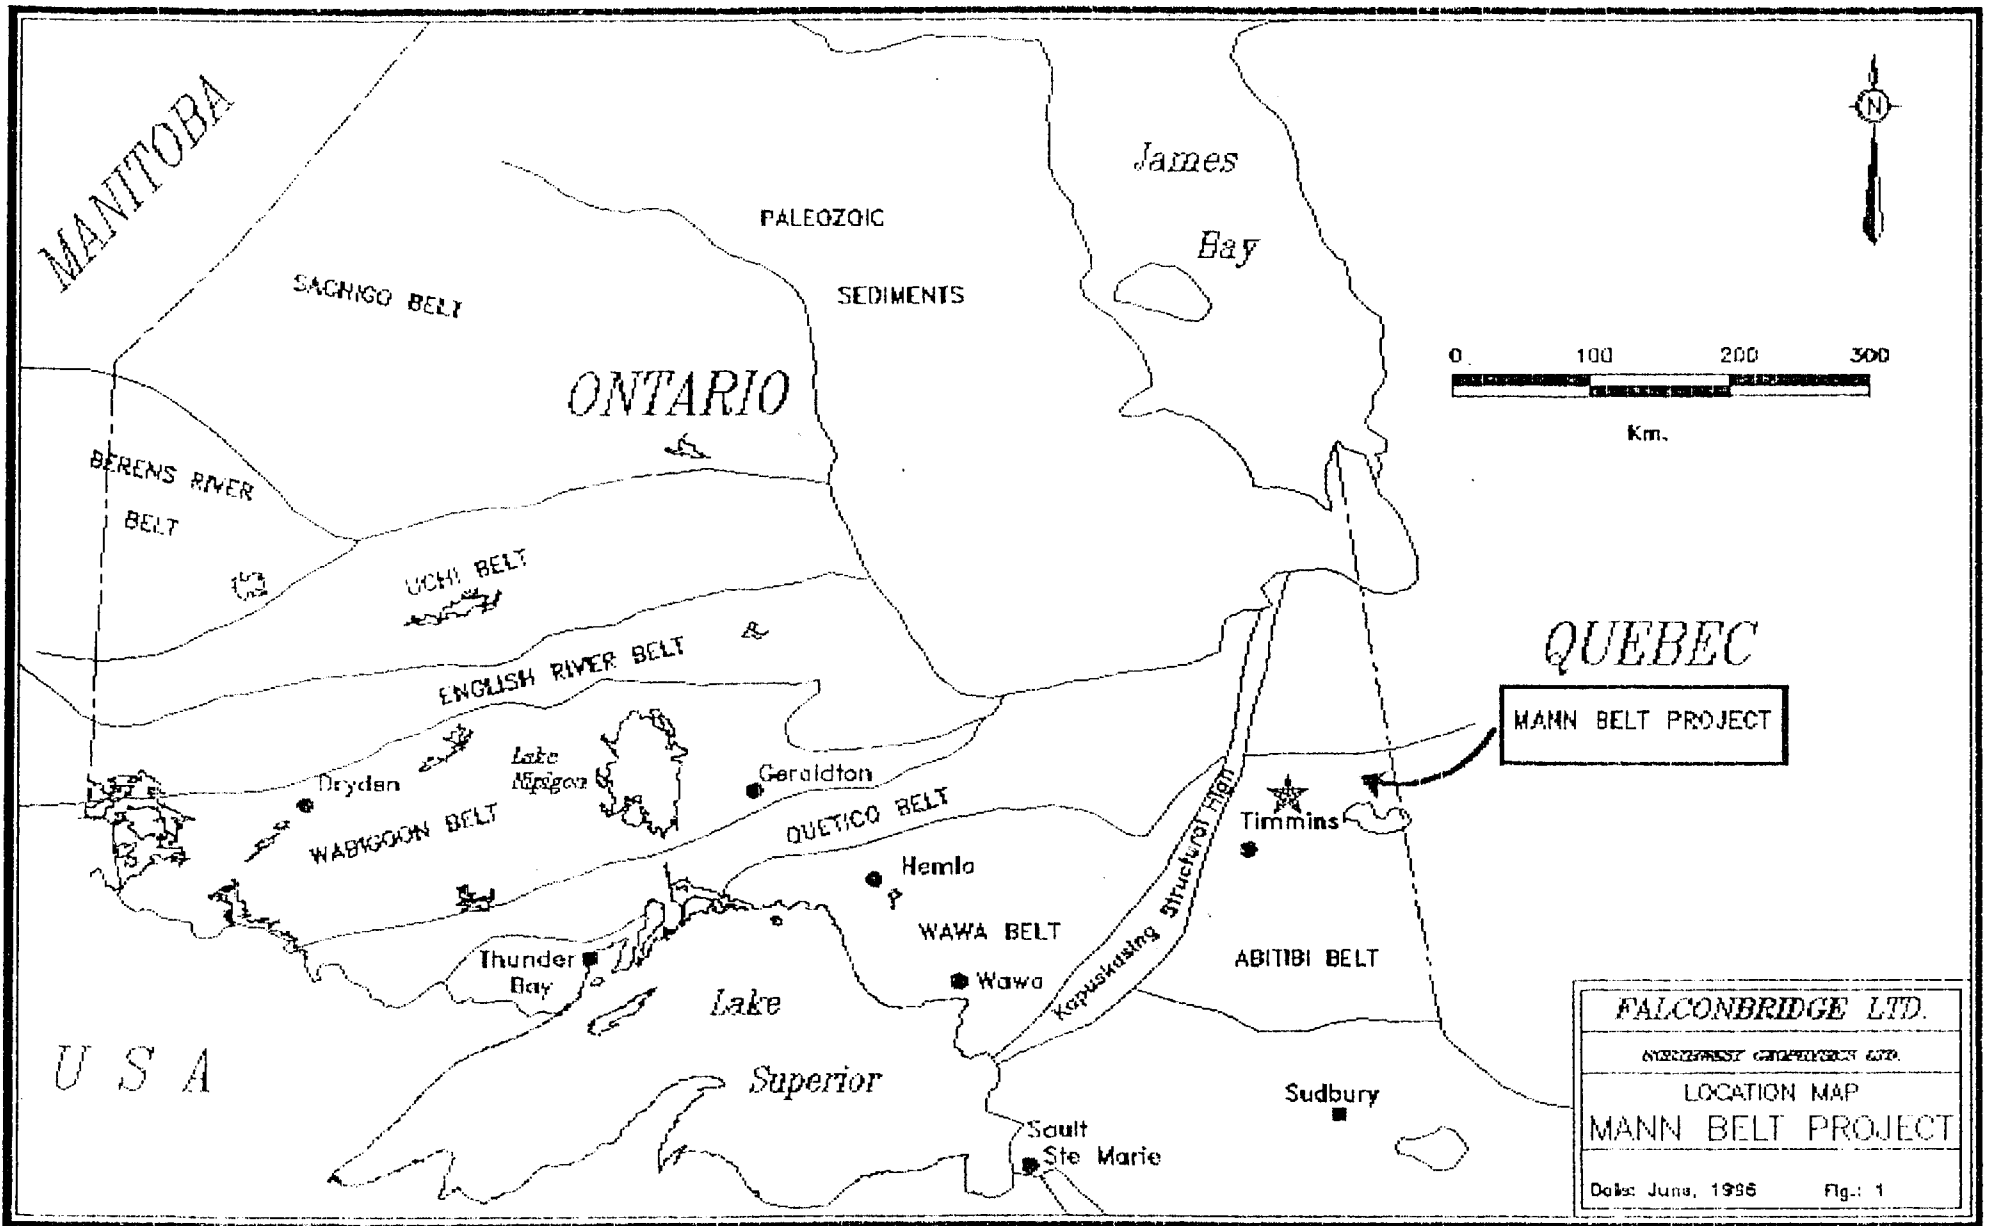 MANITOBA
James
Bay
N
PALEOZOIC
SEDIMENTS
SACHIGO BELT
0 100 200 300
Km.
ONTARIO
BERENS RIVER
BELT
UCHI BELT
ENGLISH RIVER BELT
QUEBEC
MANN BELT PROJECT
Lake
Nipigon
Geraldton
Dryden
WABIGOON BELT
QUETICO BELT
Timmins
Hemlo
Kapuskasing Structural High
WAWA BELT
ABITIBI BELT
Thunder
Bay
Wawa
Lake
Superior
U S A
Sudbury
Sault
Ste Marie
FALCONBRIDGE LTD.
NORTHWEST GEOPHYSICS LTD.
LOCATION MAP
MANN BELT PROJECT
Date: June, 1996 Fig.: 1